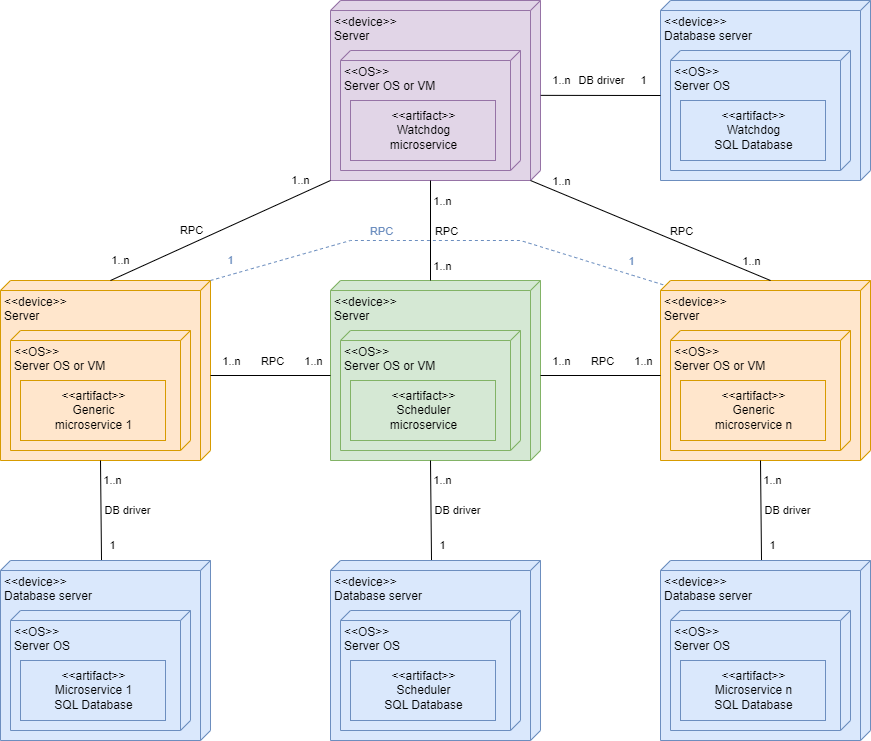 <<device>>
Server
<<OS>>
Server OS or VM
<<artifact>>
Watchdog
microservice
1..n DB driver 1
<<device>>
Database server
<<OS>>
Server OS
<<artifact>>
Watchdog
SQL Database
1..n
1..n
1..n
RPC
RPC
RPC
RPC
1
1
1..n
1..n
1..n
<<device>>
Server
<<OS>>
Server OS or VM
<<artifact>>
Generic
microservice 1
1..n RPC 1..n
<<device>>
Server
<<OS>>
Server OS or VM
<<artifact>>
Scheduler
microservice
1..n RPC 1..n
<<device>>
Server
<<OS>>
Server OS or VM
<<artifact>>
Generic
microservice n
1..n
DB driver
1
1..n
DB driver
1
1..n
DB driver
1
<<device>>
Database server
<<OS>>
Server OS
<<artifact>>
Microservice 1
SQL Database
<<device>>
Database server
<<OS>>
Server OS
<<artifact>>
Scheduler
SQL Database
<<device>>
Database server
<<OS>>
Server OS
<<artifact>>
Microservice n
SQL Database